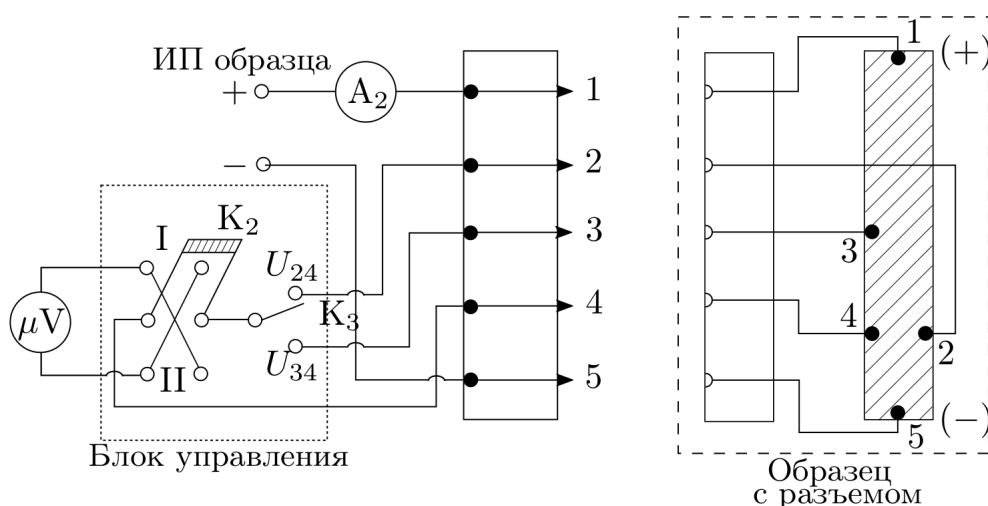 ИП образца
+
A₂
−
1
2
3
4
5
I
K₂
U₂₄
K₃
μV
II
U₃₄
Блок управления
1
(+)
3
4
2
5
(−)
Образец
с разъемом